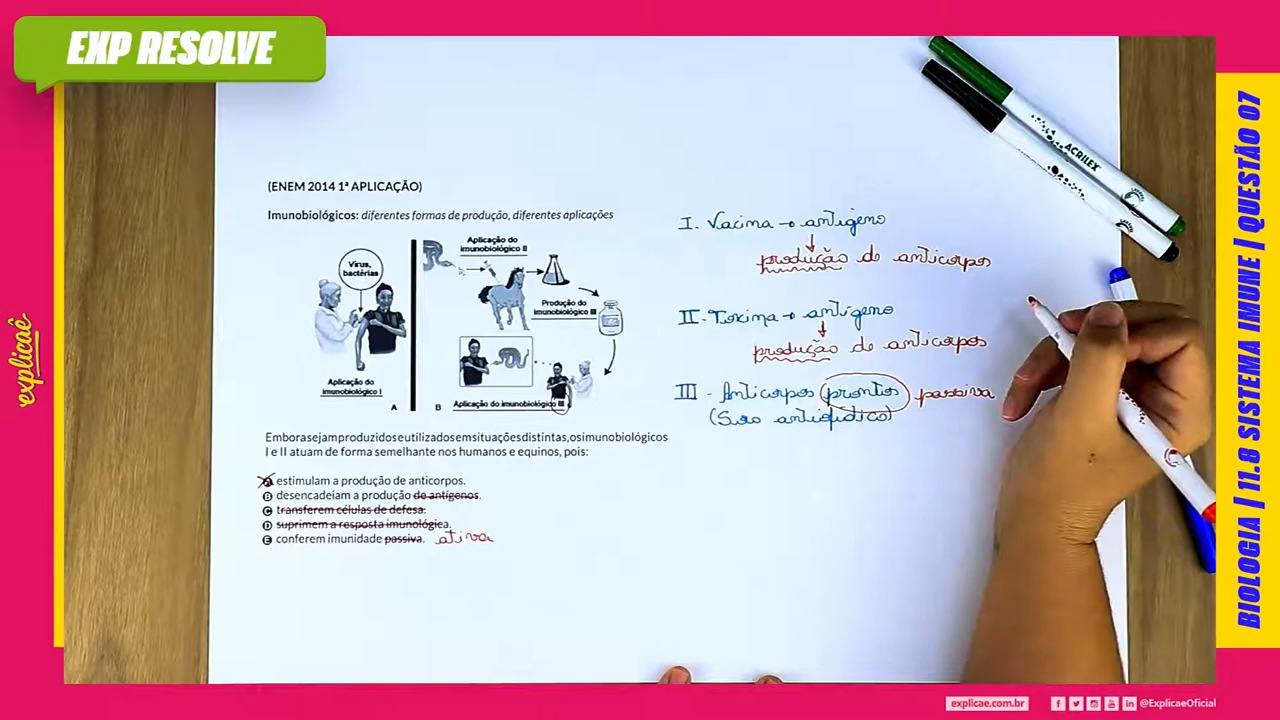 EXP RESOLVE
(ENEM 2014 1ª APLICAÇÃO)
Imunobiológicos: diferentes formas de produção, diferentes aplicações
Vírus,
bactérias
Aplicação do
imunobiológico I
A
Aplicação do
imunobiológico II
Produção do
imunobiológico III
B
Aplicação do imunobiológico III
Embora sejam produzidos e utilizados em situações distintas, os imunobiológicos
I e II atuam de forma semelhante nos humanos e equinos, pois:
A estimulam a produção de anticorpos.
B desencadeiam a produção de antígenos.
C transferem células de defesa.
D suprimem a resposta imunológica.
E conferem imunidade passiva. ativa
I. Vacina → antígeno
produção de anticorpos
II. Toxina → antígeno
produção de anticorpos
III - Anticorpos prontos passiva
(Soro antiofídico)
ACRILEX
explicaê
BIOLOGIA | 11.8 SISTEMA IMUNE | QUESTÃO 07
explicae.com.br
@ExplicaeOficial